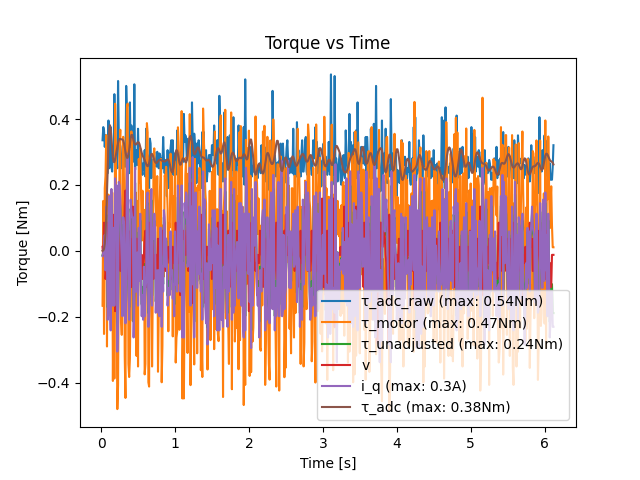 Torque vs Time
Torque [Nm]
0.4
0.2
0.0
−0.2
−0.4
τ_adc_raw (max: 0.54Nm)
τ_motor (max: 0.47Nm)
τ_unadjusted (max: 0.24Nm)
v
i_q (max: 0.3A)
τ_adc (max: 0.38Nm)
0 1 2 3 4 5 6
Time [s]